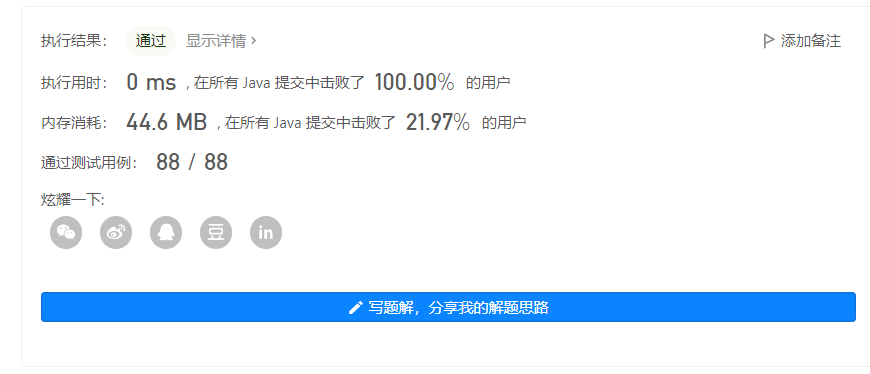 执行结果： 通过 显示详情 › 添加备注
执行用时： 0 ms , 在所有 Java 提交中击败了 100.00% 的用户
内存消耗： 44.6 MB , 在所有 Java 提交中击败了 21.97% 的用户
通过测试用例： 88 / 88
炫耀一下:
豆 in
写题解，分享我的解题思路